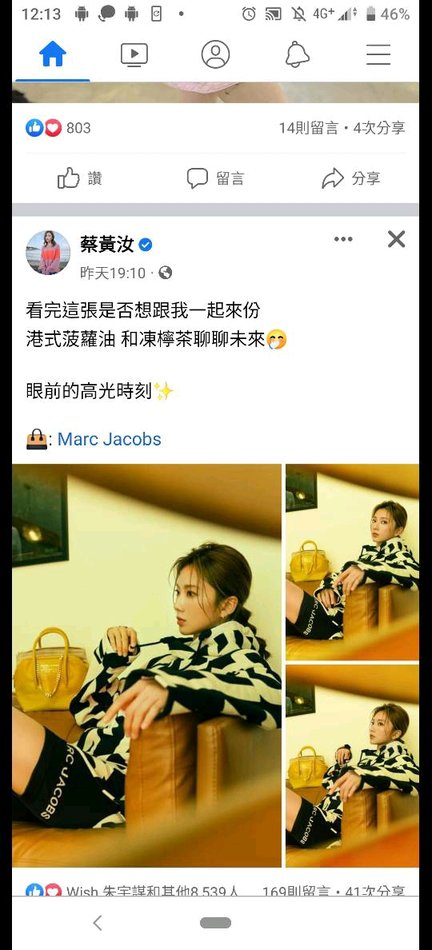 12:13
4G+
46%
803
14則留言・4次分享
讚
留言
分享
蔡黃汝
昨天19:10
看完這張是否想跟我一起來份
港式菠蘿油 和凍檸茶聊聊未來🤭
眼前的高光時刻✨
👜: Marc Jacobs
MARC JACOBS
MARC JACOBS
MARC JACOBS
Wish 朱宇謀和其他8,539人
169則留言・41次分享